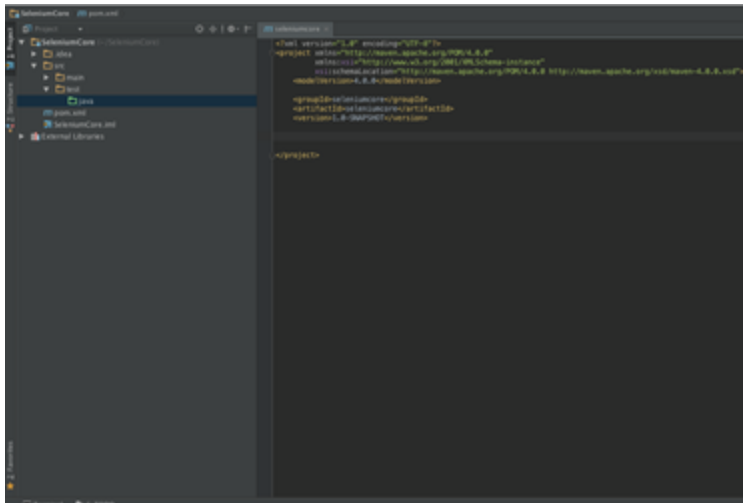 SeleniumCore pom.xml
Project
seleniumcore
SeleniumCore (~/SeleniumCore)
.idea
src
main
test
java
pom.xml
SeleniumCore.iml
External Libraries
Project
Structure
Favorites
<?xml version="1.0" encoding="UTF-8"?>
<project xmlns="http://maven.apache.org/POM/4.0.0"
xmlns:xsi="http://www.w3.org/2001/XMLSchema-instance"
xsi:schemaLocation="http://maven.apache.org/POM/4.0.0 http://maven.apache.org/xsd/maven-4.0.0.xsd">
<modelVersion>4.0.0</modelVersion>
<groupId>seleniumcore</groupId>
<artifactId>seleniumcore</artifactId>
<version>1.0-SNAPSHOT</version>
</project>